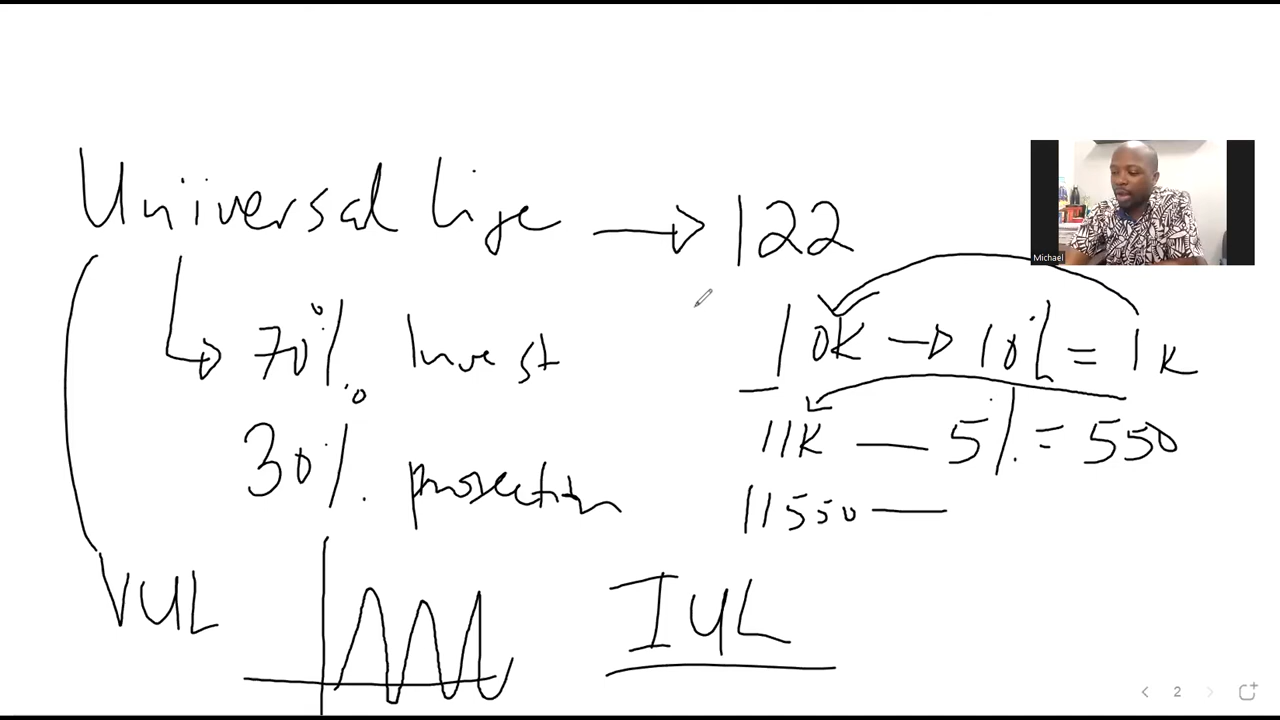 Universal Life → 122
70% Invest
30% protection
10K → 10% = 1K
11K — 5% = 550
11550 —
VUL
IUL
Michael
2